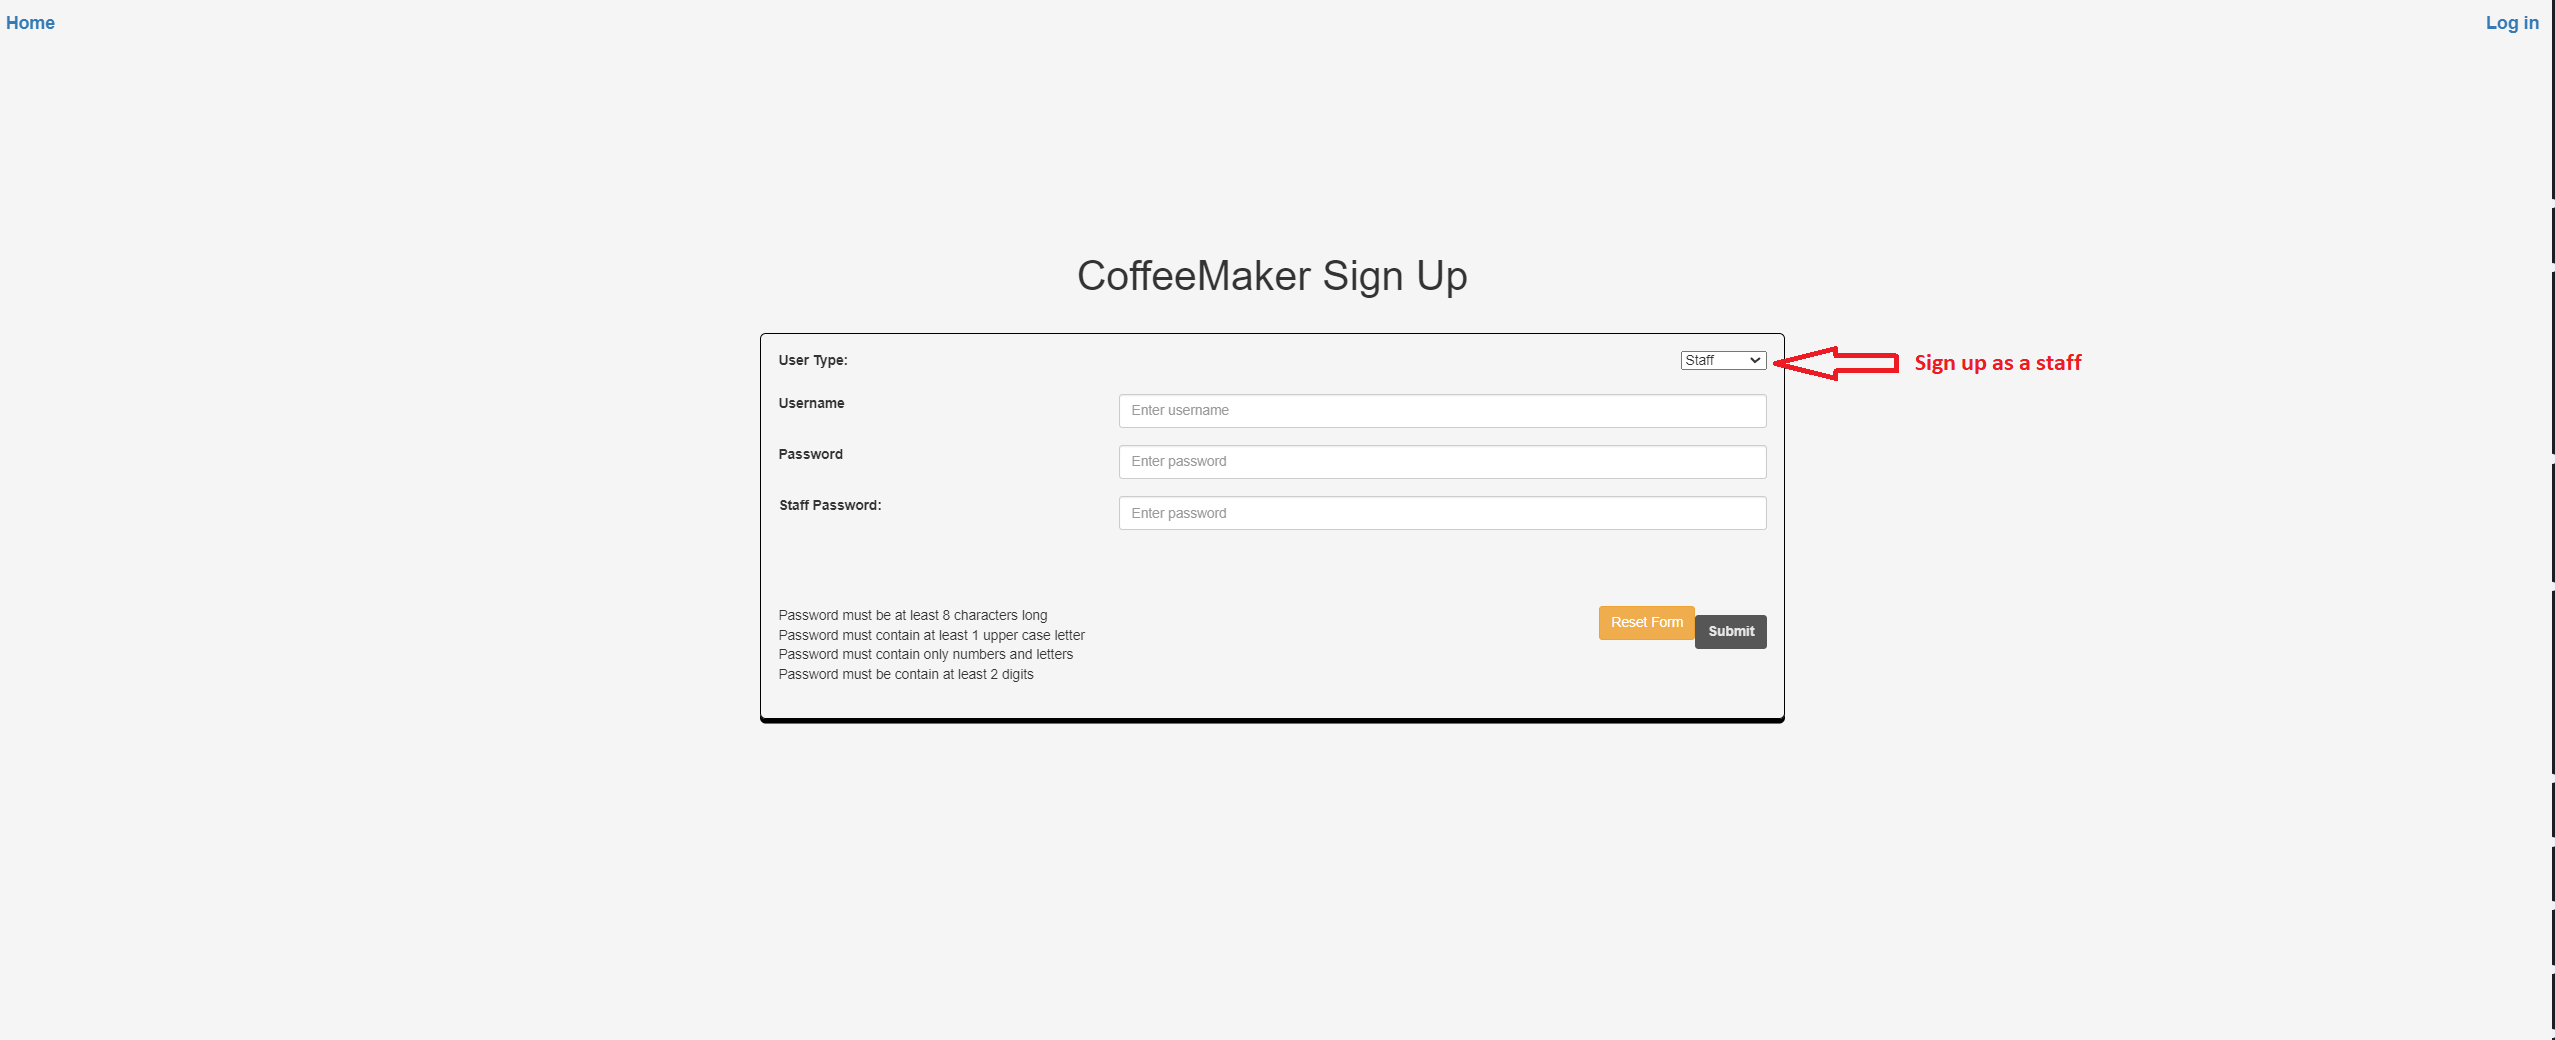 Home
Log in
CoffeeMaker Sign Up
User Type:
Staff
Sign up as a staff
Username
Enter username
Password
Enter password
Staff Password:
Enter password
Password must be at least 8 characters long
Password must contain at least 1 upper case letter
Password must contain only numbers and letters
Password must be contain at least 2 digits
Reset Form
Submit